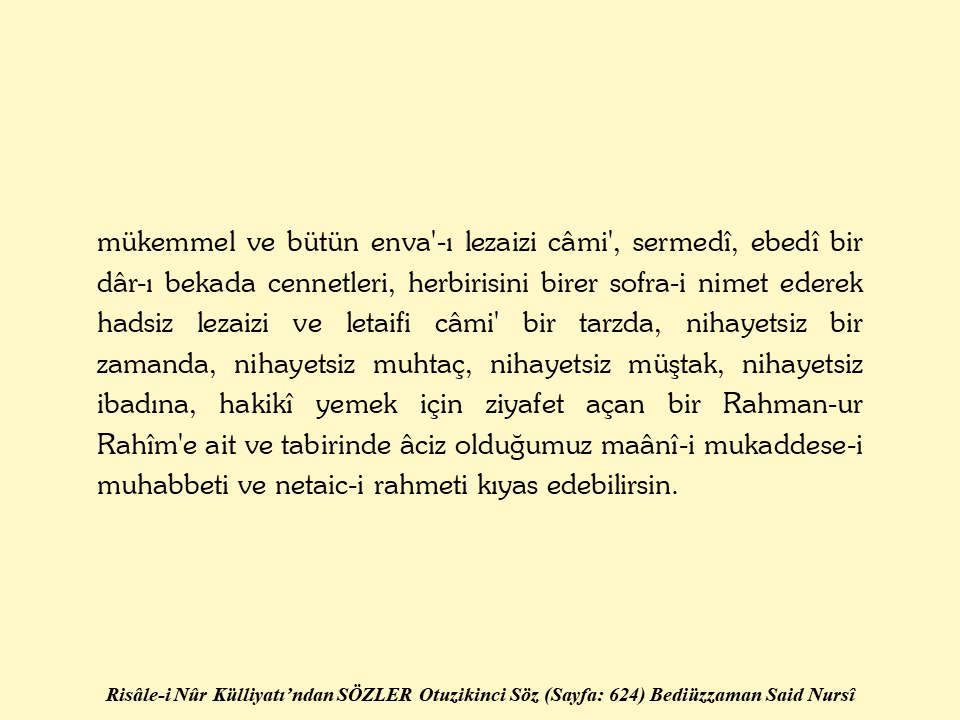 mükemmel ve bütün enva'-ı lezaizi câmi', sermedî, ebedî bir
dâr-ı bekada cennetleri, herbirisini birer sofra-i nimet ederek
hadsiz lezaizi ve letaifi câmi' bir tarzda, nihayetsiz bir
zamanda, nihayetsiz muhtaç, nihayetsiz müştak, nihayetsiz
ibadına, hakikî yemek için ziyafet açan bir Rahman-ur
Rahîm'e ait ve tabirinde âciz olduğumuz maânî-i mukaddese-i
muhabbeti ve netaic-i rahmeti kıyas edebilirsin.
Risâle-i Nûr Külliyatı’ndan SÖZLER Otuzikinci Söz (Sayfa: 624) Bediüzzaman Said Nursî